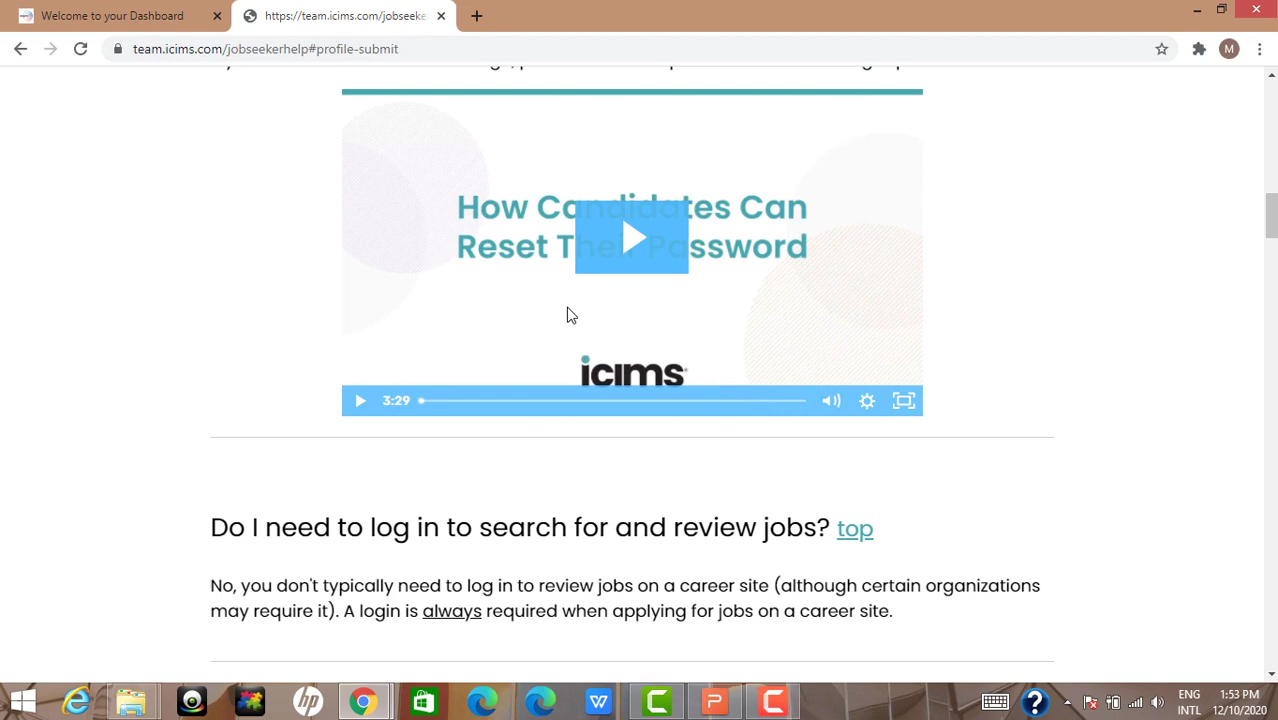 Welcome to your Dashboard
https://team.icims.com/jobseeke
team.icims.com/jobseekerhelp#profile-submit
M
How Candidates Can
Reset Their Password
icims
3:29
Do I need to log in to search for and review jobs? top
No, you don't typically need to log in to review jobs on a career site (although certain organizations
may require it). A login is always required when applying for jobs on a career site.
ENG
INTL
1:53 PM
12/10/2020